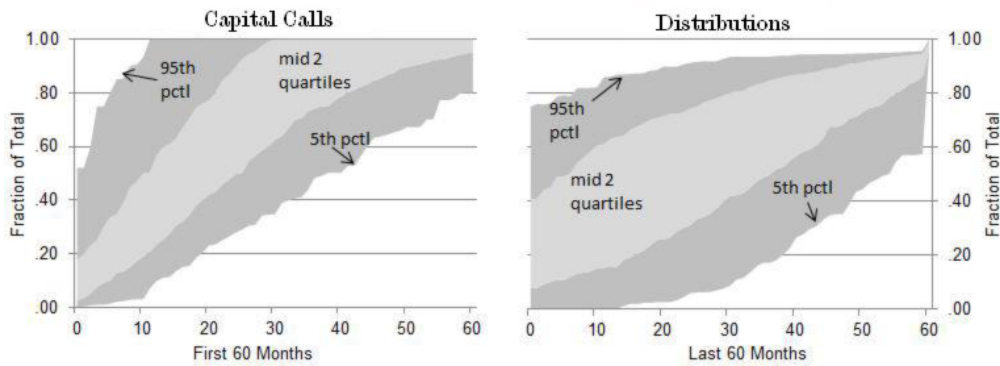 Capital Calls
Fraction of Total
1.00
.80
.60
.40
.20
.00
95th
pctl
mid 2
quartiles
5th pctl
0 10 20 30 40 50 60
First 60 Months
Distributions
95th
pctl
mid 2
quartiles
5th pctl
0 10 20 30 40 50 60
Last 60 Months
1.00
.80
.60
.40
.20
.00
Fraction of Total